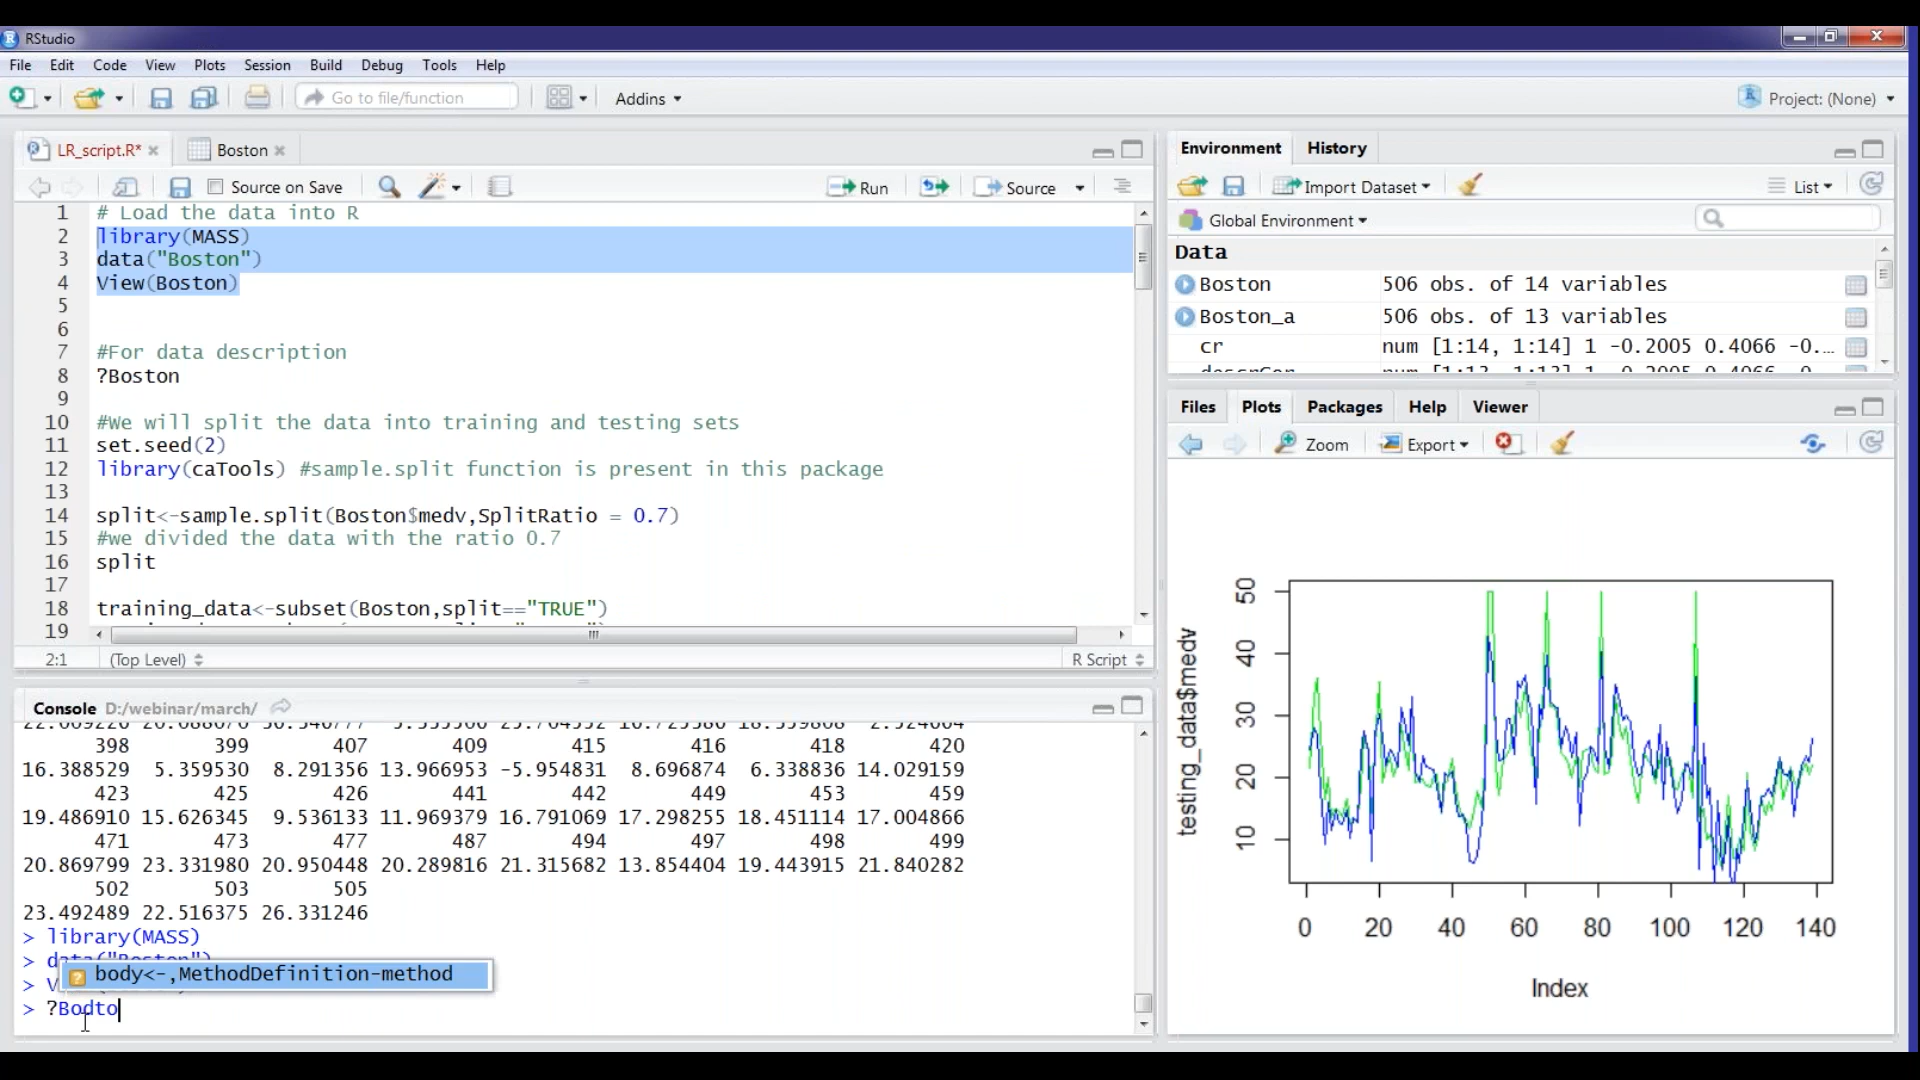 RStudio
File Edit Code View Plots Session Build Debug Tools Help
Go to file/function Addins Project: (None)
LR_script.R* Boston
Source on Save Run Source
1 # Load the data into R
2 library(MASS)
3 data("Boston")
4 View(Boston)
5
6
7 #For data description
8 ?Boston
9
10 #We will split the data into training and testing sets
11 set.seed(2)
12 library(caTools) #sample.split function is present in this package
13
14 split<-sample.split(Boston$medv,SplitRatio = 0.7)
15 #we divided the data with the ratio 0.7
16 split
17
18 training_data<-subset(Boston,split=="TRUE")
19
2:1 (Top Level) R Script
Console D:/webinar/march/
398 399 407 409 415 416 418 420
16.388529 5.359530 8.291356 13.966953 -5.954831 8.696874 6.338836 14.029159
423 425 426 441 442 449 453 459
19.486910 15.626345 9.536133 11.969379 16.791069 17.298255 18.451114 17.004866
471 473 477 487 494 497 498 499
20.869799 23.331980 20.950448 20.289816 21.315682 13.854404 19.443915 21.840282
502 503 505
23.492489 22.516375 26.331246
> library(MASS)
> data("Boston")
body<-,MethodDefinition-method
> V
> ?Bodto
Environment History
Import Dataset List
Global Environment
Data
Boston 506 obs. of 14 variables
Boston_a 506 obs. of 13 variables
cr num [1:14, 1:14] 1 -0.2005 0.4066 -0...
Files Plots Packages Help Viewer
Zoom Export
testing_data$medv
50
40
30
20
10
0 20 40 60 80 100 120 140
Index